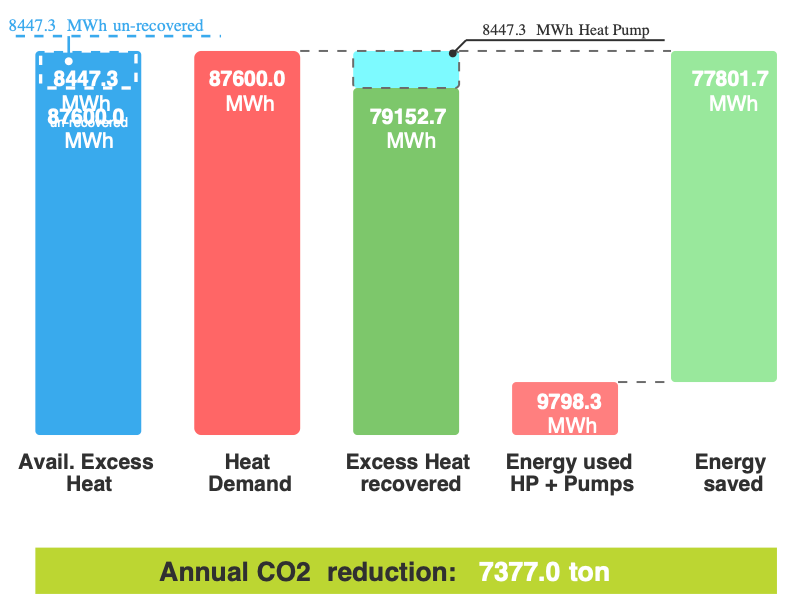 8447.3 MWh un-recovered
8447.3 MWh Heat Pump
8447.3
MWh
un-recovered
87600.0
MWh
87600.0
MWh
79152.7
MWh
9798.3
MWh
77801.7
MWh
Avail. Excess
Heat
Heat
Demand
Excess Heat
recovered
Energy used
HP + Pumps
Energy
saved
Annual CO2 reduction: 7377.0 ton